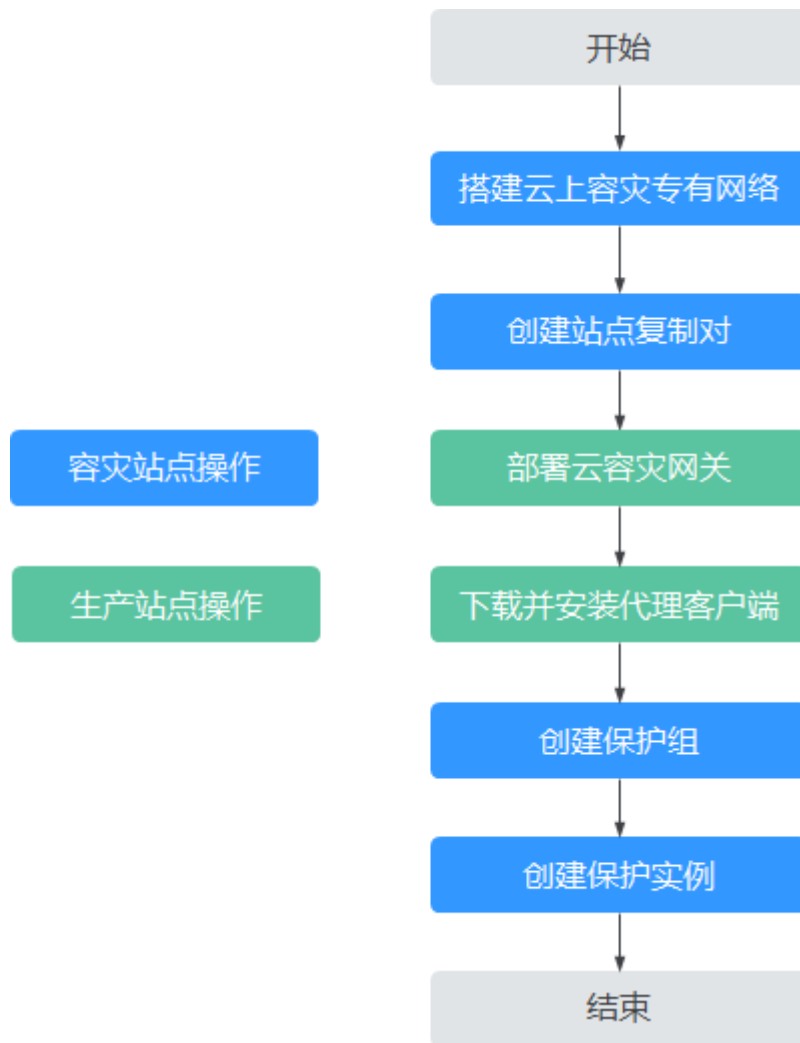 开始
搭建云上容灾专有网络
创建站点复制对
容灾站点操作
部署云容灾网关
生产站点操作
下载并安装代理客户端
创建保护组
创建保护实例
结束